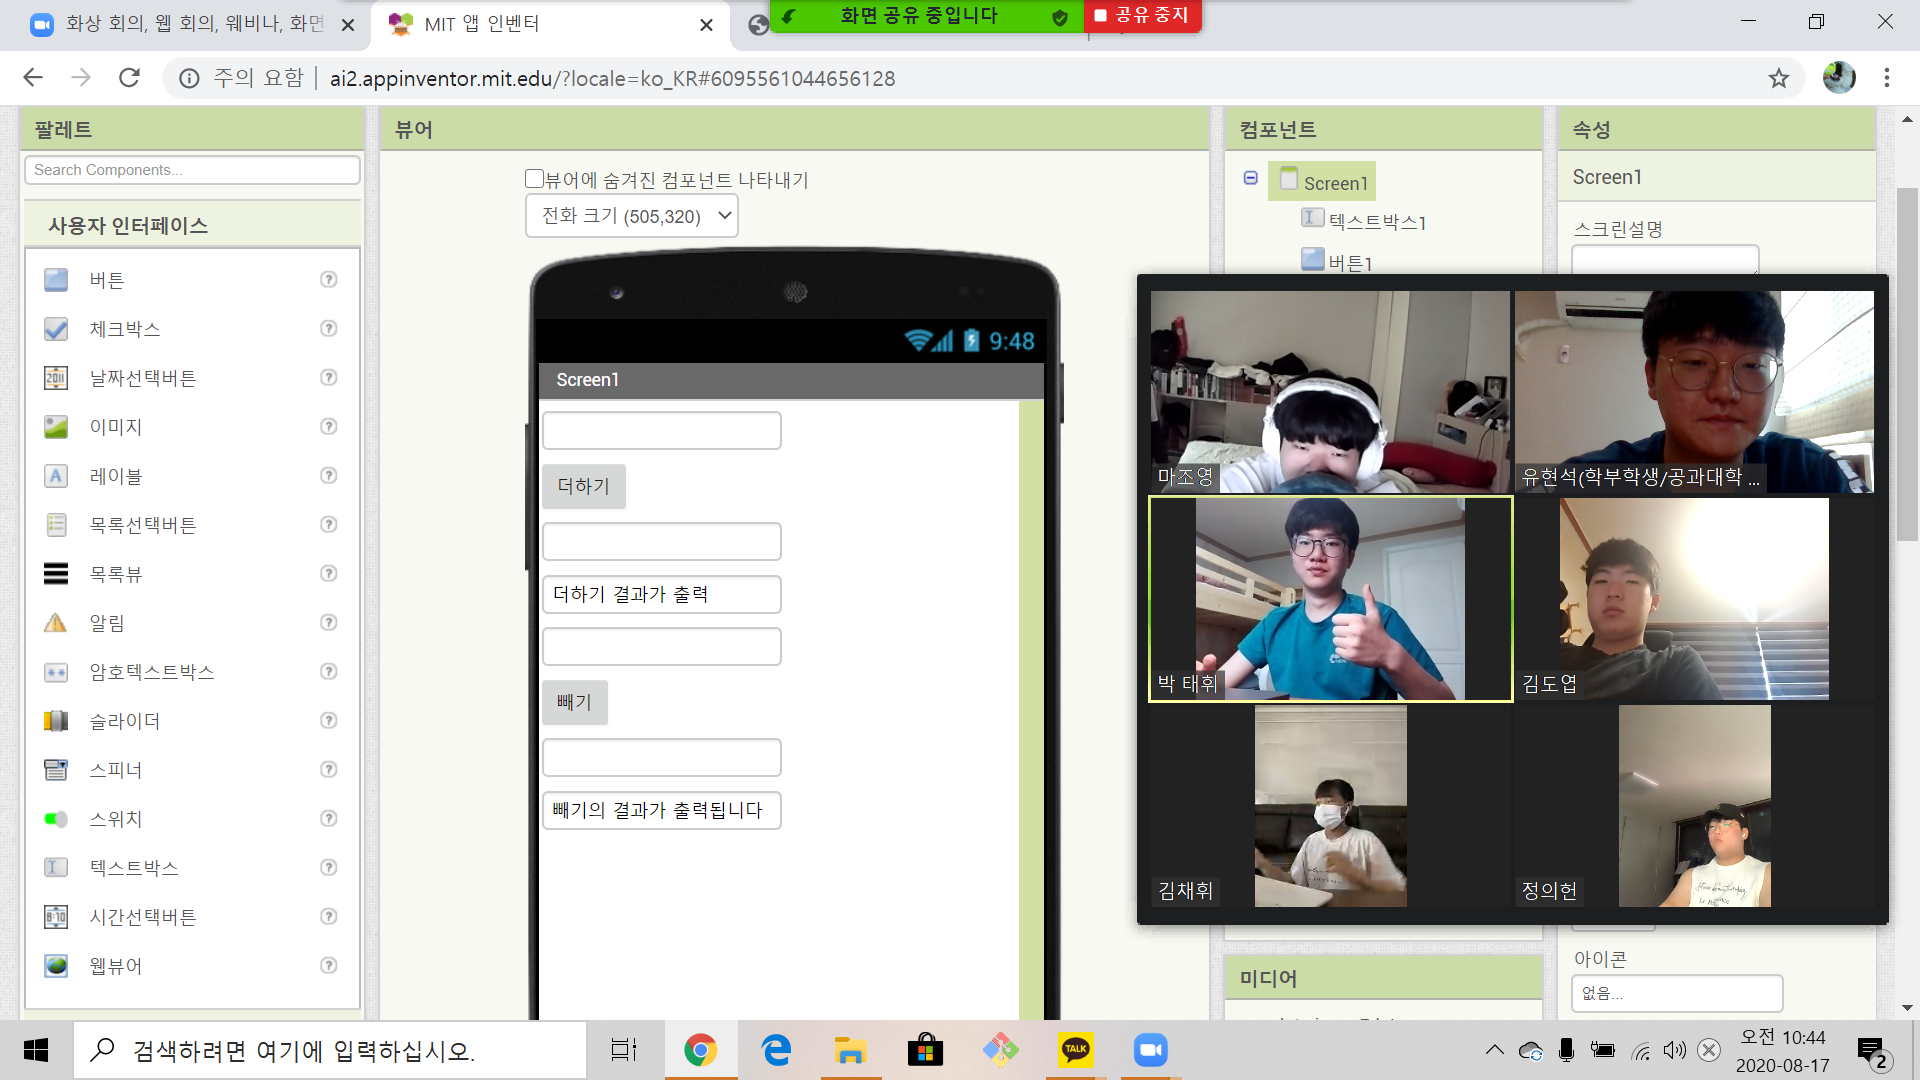 화상 회의, 웹 회의, 웨비나, 화면
MIT 앱 인벤터
화면 공유 중입니다
공유 중지
주의 요함
ai2.appinventor.mit.edu/?locale=ko_KR#6095561044656128
팔레트
Search Components...
사용자 인터페이스
버튼
체크박스
날짜선택버튼
이미지
레이블
목록선택버튼
목록뷰
알림
암호텍스트박스
슬라이더
스피너
스위치
텍스트박스
시간선택버튼
웹뷰어
뷰어
뷰어에 숨겨진 컴포넌트 나타내기
전화 크기 (505,320)
9:48
Screen1
더하기
더하기 결과가 출력
빼기
빼기의 결과가 출력됩니다
컴포넌트
Screen1
텍스트박스1
버튼1
미디어
속성
Screen1
스크린설명
아이콘
없음...
마조영
유현석(학부학생/공과대학 ...
박 태휘
김도엽
김채휘
정의헌
검색하려면 여기에 입력하십시오.
TALK
오전 10:44
2020-08-17
2